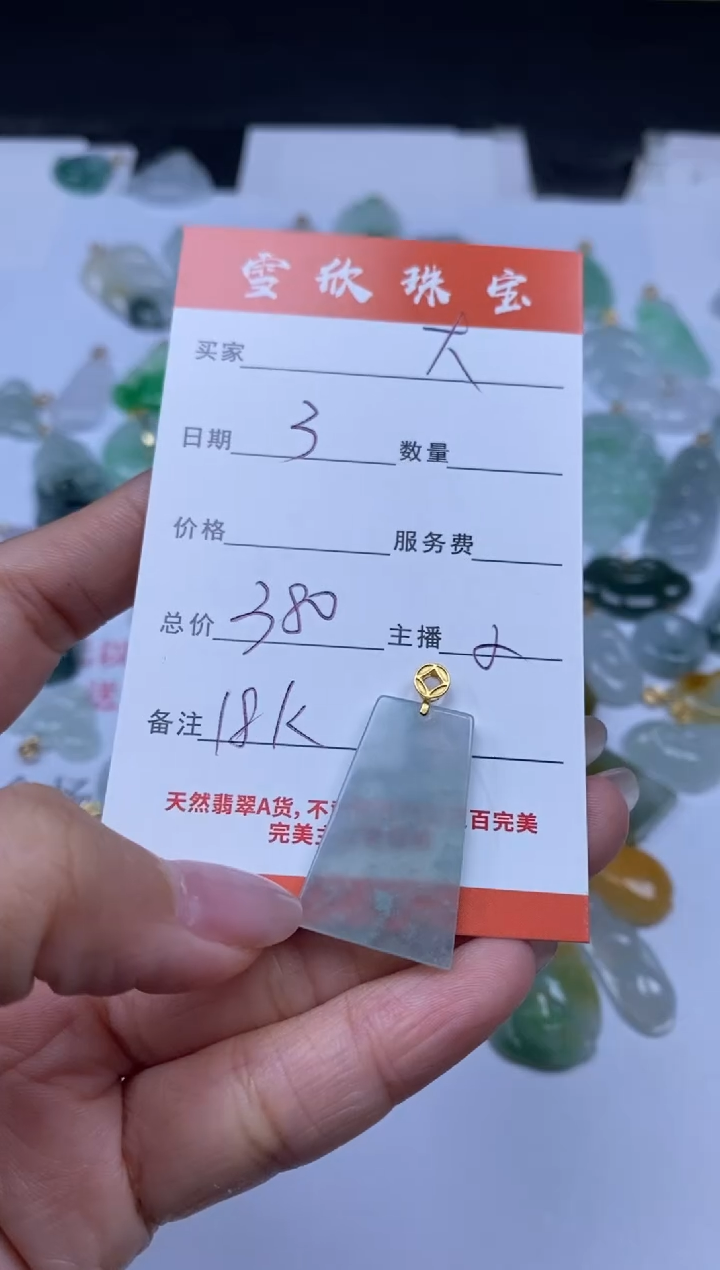 雪欣珠宝
买家 大
日期 3 数量
价格 服务费
总价 380 主播
备注 18K
天然翡翠A货,不 百完美
完美主